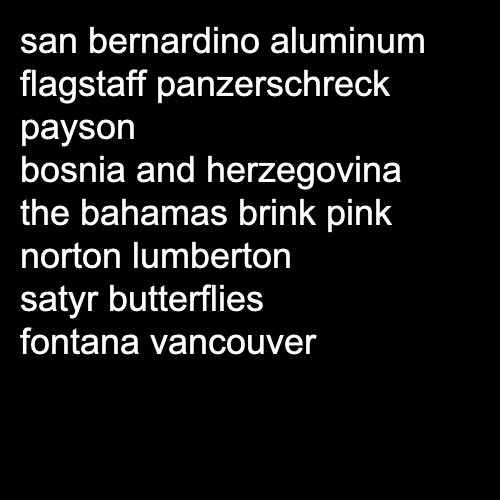 san bernardino aluminum
flagstaff panzerschreck
payson
bosnia and herzegovina
the bahamas brink pink
norton lumberton
satyr butterflies
fontana vancouver